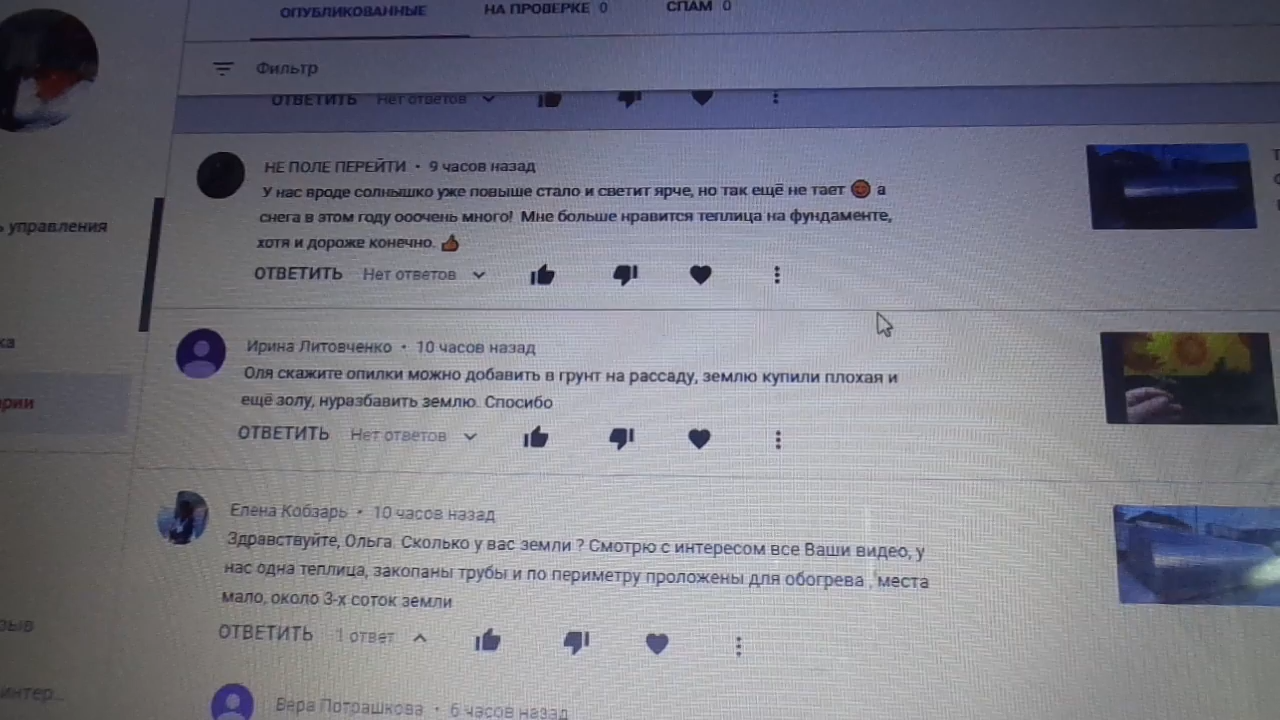 ОПУБЛИКОВАННЫЕ НА ПРОВЕРКЕ 0 СПАМ 0
Фильтр
ОТВЕТИТЬ Нет ответов
НЕ ПОЛЕ ПЕРЕЙТИ • 9 часов назад
У нас вроде солнышко уже повыше стало и светит ярче, но так ещё не тает 😊 а
снега в этом году ооочень много! Мне больше нравится теплица на фундаменте,
хотя и дороже конечно. 👍
ОТВЕТИТЬ Нет ответов
управления
Ирина Литовченко • 10 часов назад
Оля скажите опилки можно добавить в грунт на рассаду, землю купили плохая и
ещё золу, нуразбавить землю. Спосибо
ОТВЕТИТЬ Нет ответов
Елена Кобзарь • 10 часов назад
Здравствуйте, Ольга. Сколько у вас земли ? Смотрю с интересом все Ваши видео, у
нас одна теплица, закопаны трубы и по периметру проложены для обогрева , места
мало, около 3-х соток земли
ОТВЕТИТЬ 1 ответ
Вера Потрашкова • 6 часов назад